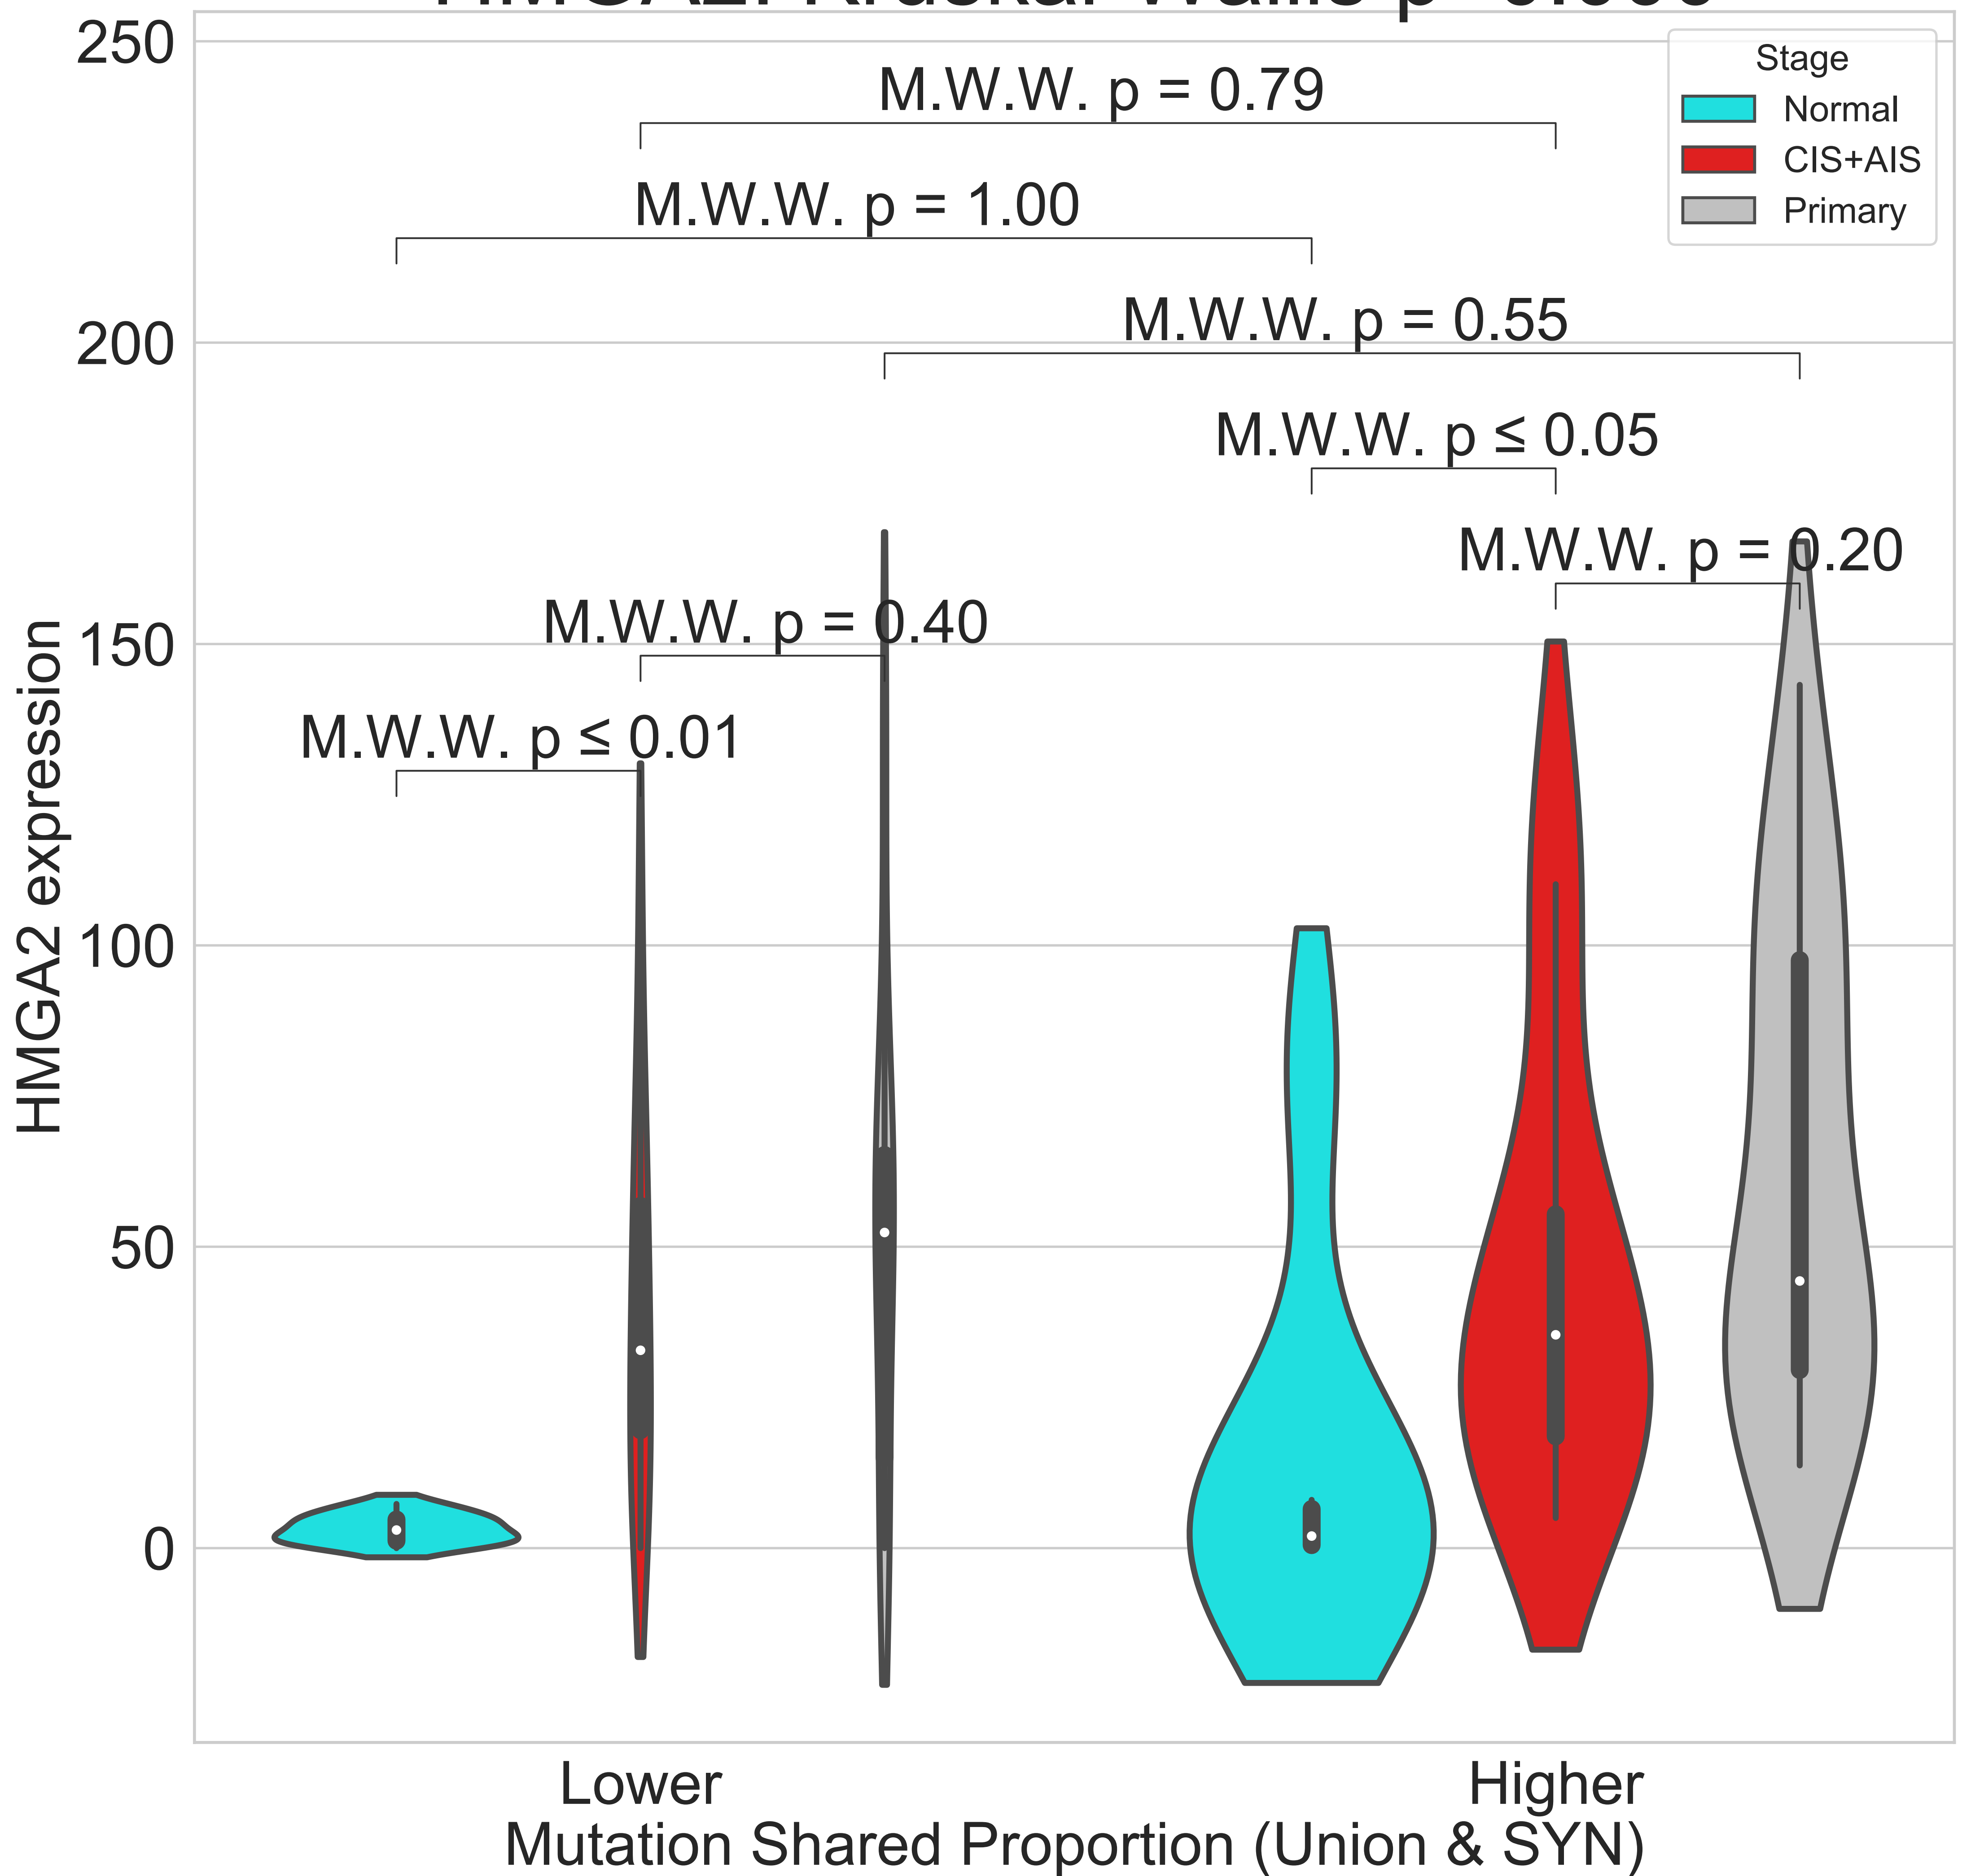 250
Stage
Normal
CIS+AIS
Primary
M.W.W. p = 0.79
M.W.W. p = 1.00
200
M.W.W. p = 0.55
M.W.W. p ≤ 0.05
M.W.W. p = 0.20
150
M.W.W. p = 0.40
M.W.W. p ≤ 0.01
HMGA2 expression
100
50
0
Lower
Higher
Mutation Shared Proportion (Union & SYN)